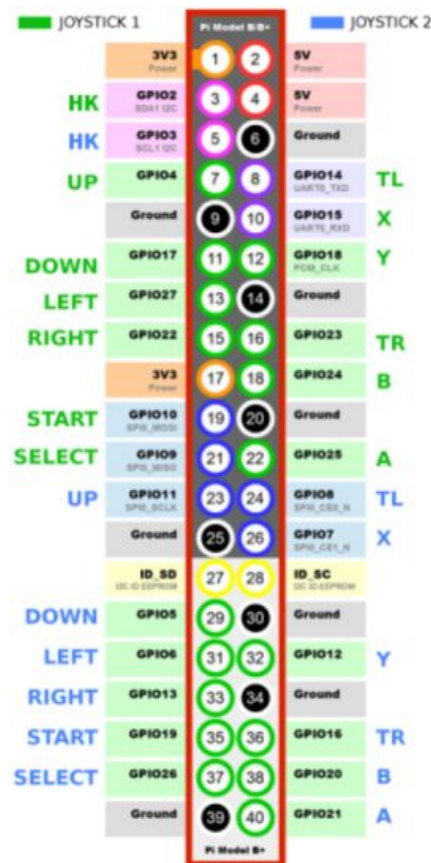 JOYSTICK 1 JOYSTICK 2
Pi Model B/B+
3V3 Power 1 2 5V Power
HK GPIO2 SDA1 I2C 3 4 5V Power
HK GPIO3 SCL1 I2C 5 6 Ground
UP GPIO4 7 8 GPIO14 UART0_TXD TL
Ground 9 10 GPIO15 UART0_RXD X
DOWN GPIO17 11 12 GPIO18 PCM_CLK Y
LEFT GPIO27 13 14 Ground
RIGHT GPIO22 15 16 GPIO23 TR
3V3 Power 17 18 GPIO24 B
START GPIO10 SPI0_MOSI 19 20 Ground
SELECT GPIO9 SPI0_MISO 21 22 GPIO25 A
UP GPIO11 SPI0_SCLK 23 24 GPIO8 SPI0_CE0_N TL
Ground 25 26 GPIO7 SPI0_CE1_N X
ID_SD I2C ID EEPROM 27 28 ID_SC I2C ID EEPROM
DOWN GPIO5 29 30 Ground
LEFT GPIO6 31 32 GPIO12 Y
RIGHT GPIO13 33 34 Ground
START GPIO19 35 36 GPIO16 TR
SELECT GPIO26 37 38 GPIO20 B
Ground 39 40 GPIO21 A
Pi Model B+